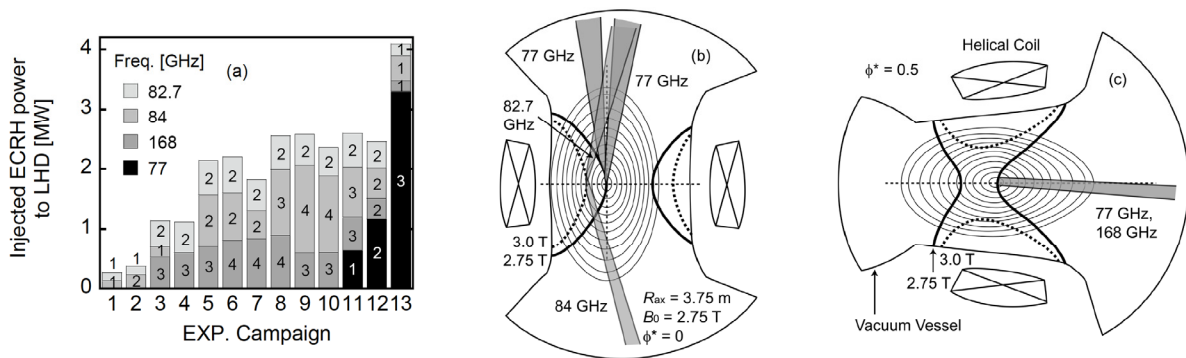 Injected ECRH power
to LHD [MW]
4
3
2
1
0
Freq. [GHz]
(a)
82.7
84
168
77
1 1
1 2
2 1 3
2 3
2 2 3
2 2 4
2 2 4
2 3 4
2 4 3
2 4 3
2 3 3 1
2 2 2 2
1 1 1 3
1 2 3 4 5 6 7 8 9 10 11 12 13
EXP. Campaign
(b)
77 GHz
77 GHz
82.7
GHz
3.0 T
2.75 T
84 GHz
Rax = 3.75 m
B0 = 2.75 T
ϕ* = 0
Helical Coil
ϕ* = 0.5
(c)
77 GHz,
168 GHz
3.0 T
2.75 T
Vacuum Vessel